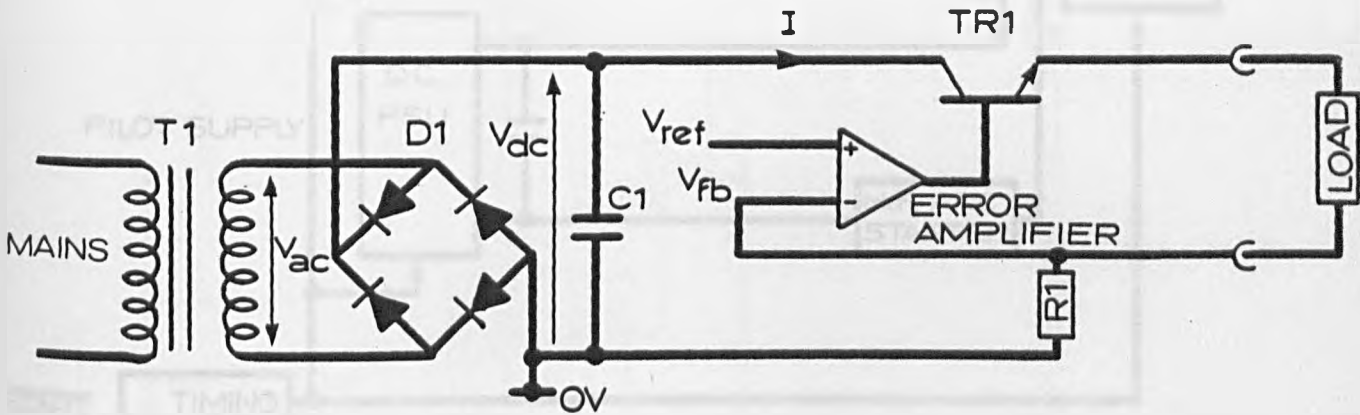 I
TR1
PILOT SUPPLY
T1
D1
Vdc
Vref
Vfb
C1
LOAD
MAINS
Vac
ERROR
AMPLIFIER
R1
0V
TIMING